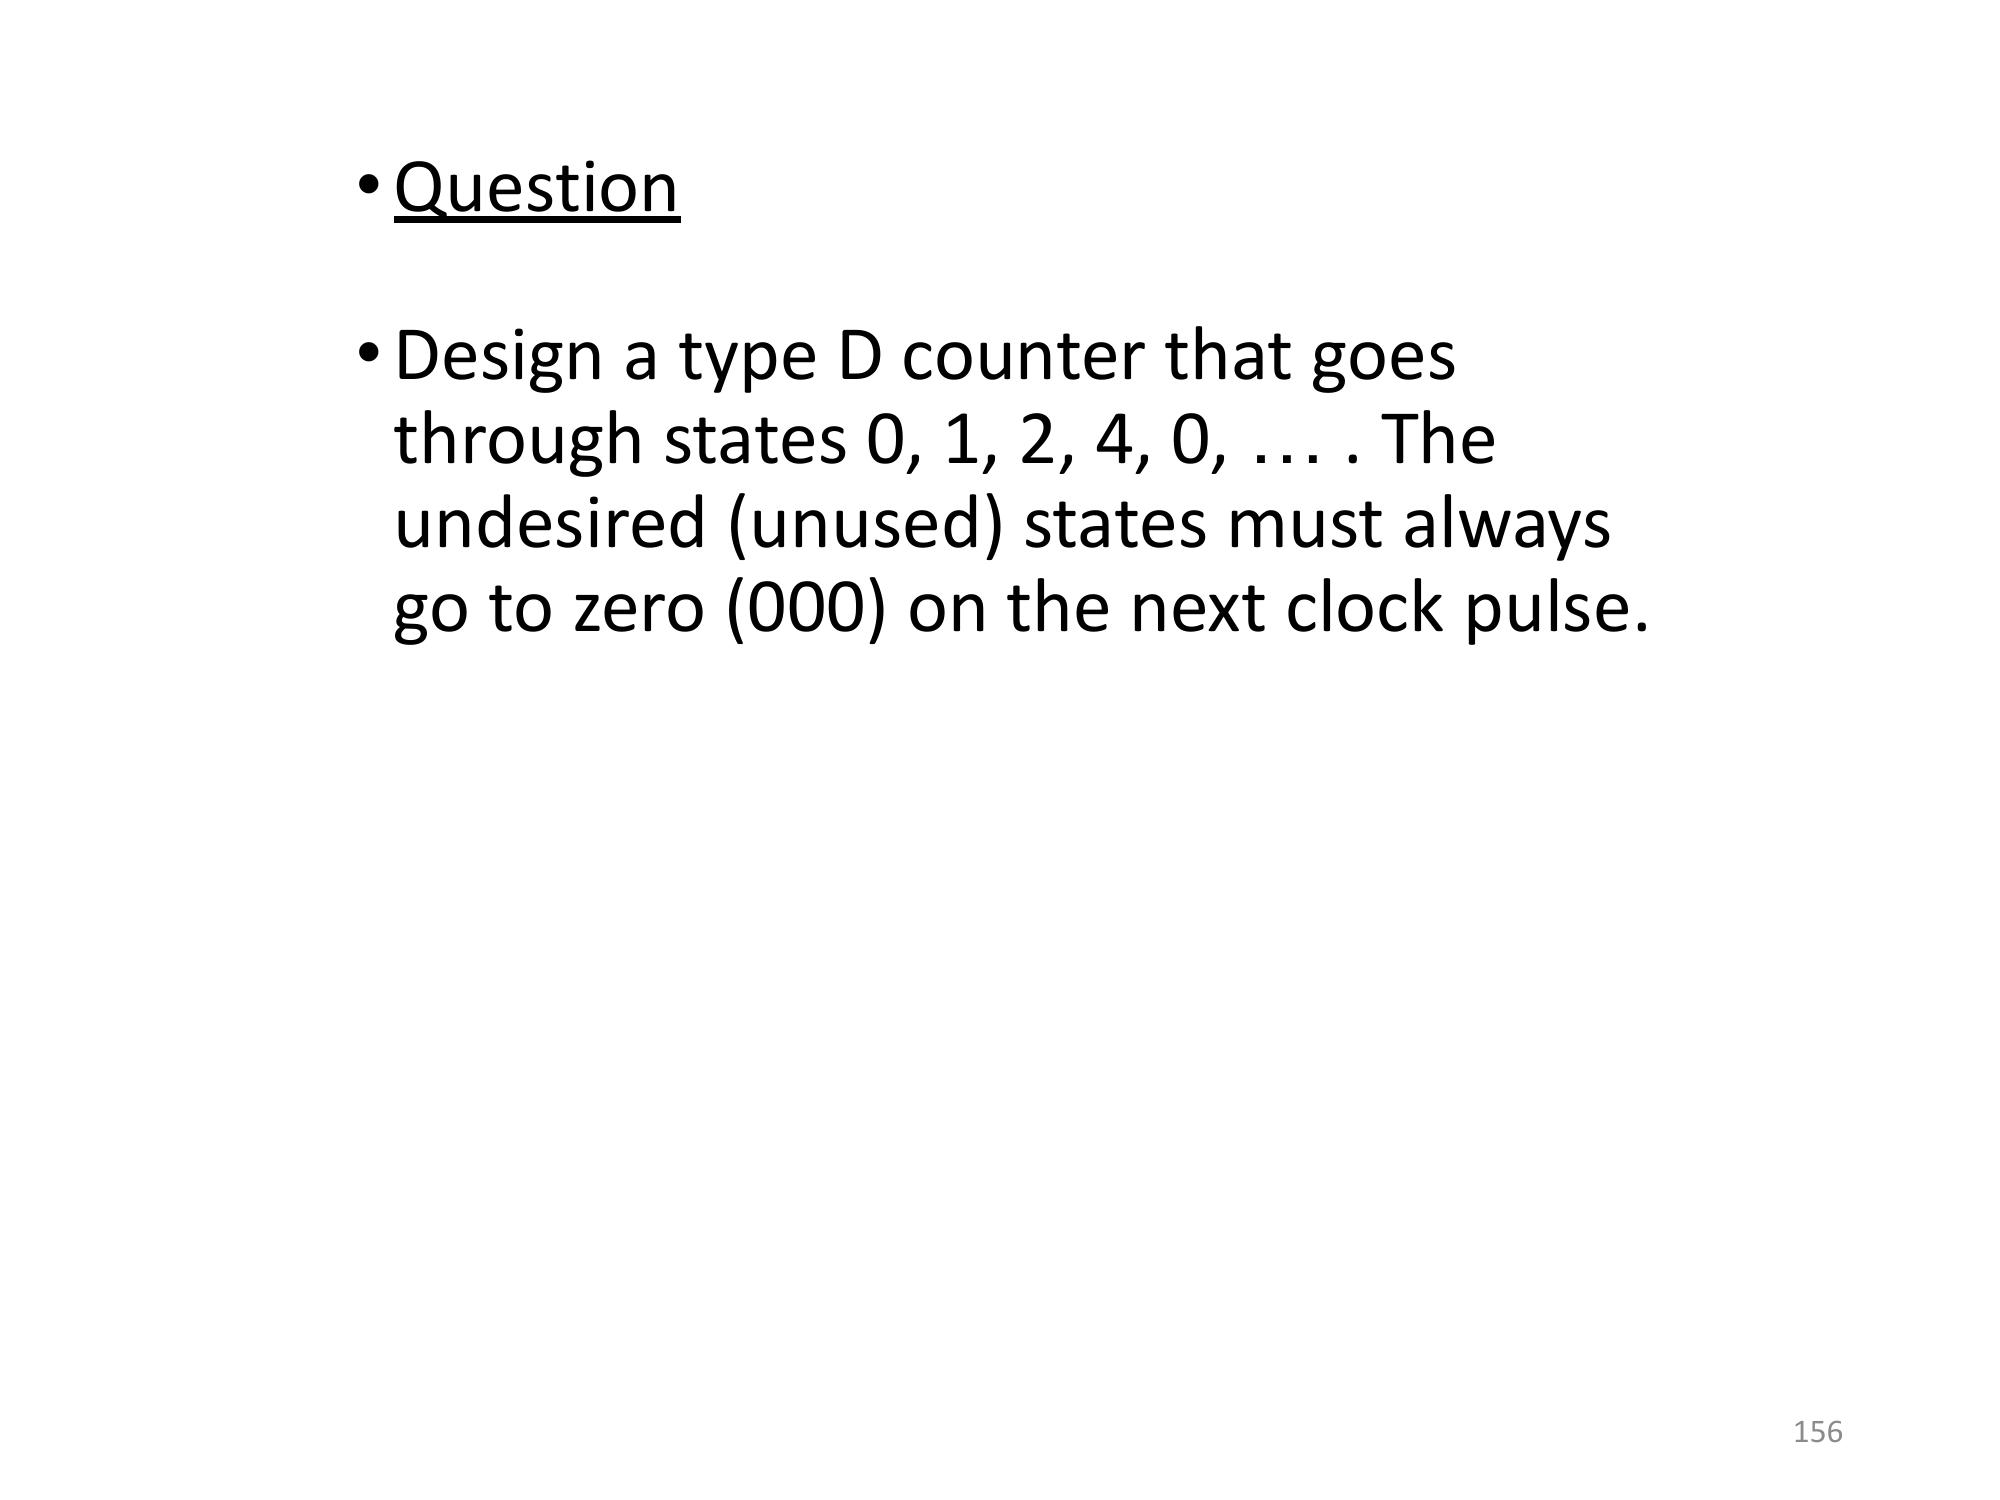 • Question
• Design a type D counter that goes
through states 0, 1, 2, 4, 0, … . The
undesired (unused) states must always
go to zero (000) on the next clock pulse.
156